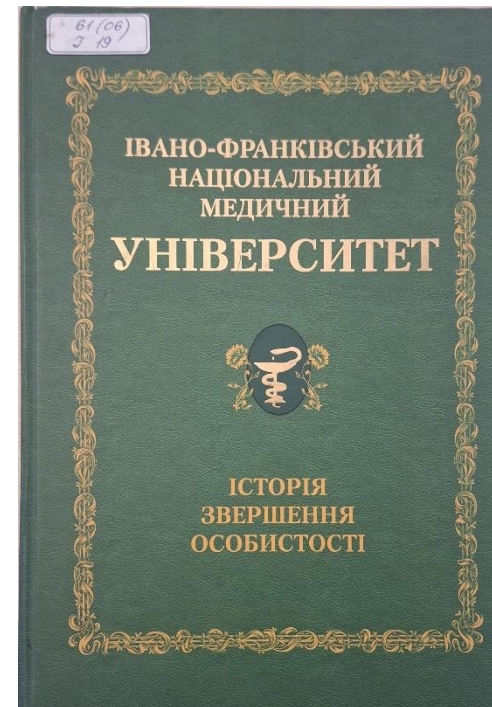 61(06)
І 19
ІВАНО-ФРАНКІВСЬКИЙ
НАЦІОНАЛЬНИЙ
МЕДИЧНИЙ
УНІВЕРСИТЕТ
ІСТОРІЯ
ЗВЕРШЕННЯ
ОСОБИСТОСТІ